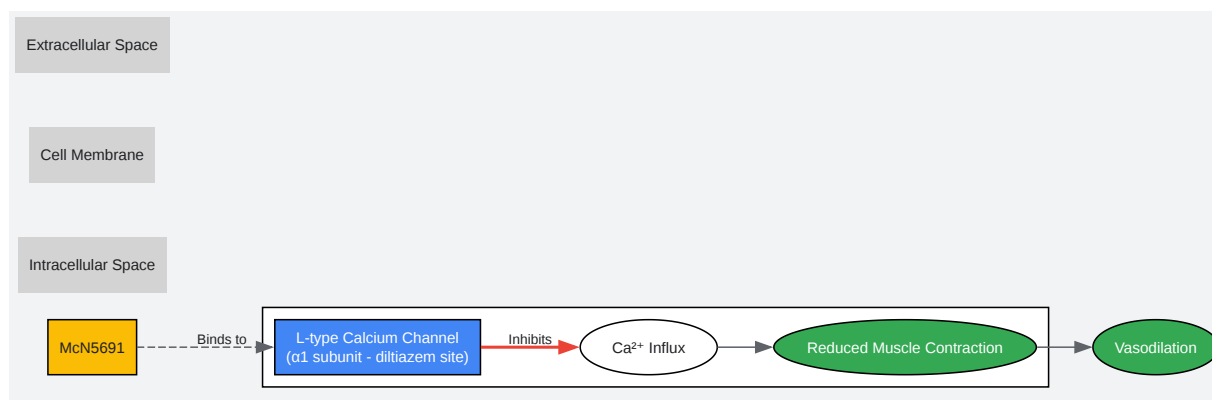 Extracellular Space
Cell Membrane
Intracellular Space
McN5691
Binds to
L-type Calcium Channel
(α1 subunit - diltiazem site)
Inhibits
Ca²⁺ Influx
Reduced Muscle Contraction
Vasodilation